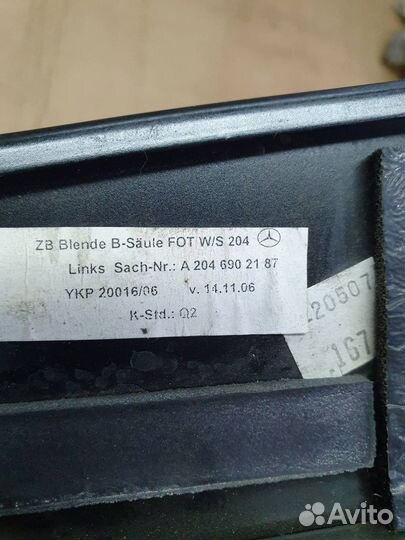 ZB Blende B-Säule FOT W/S 204
Links Sach-Nr.: A 204 690 21 87
YKP 20016/06 v. 14.11.06
K-Std.: Q2
220507
167
Avito